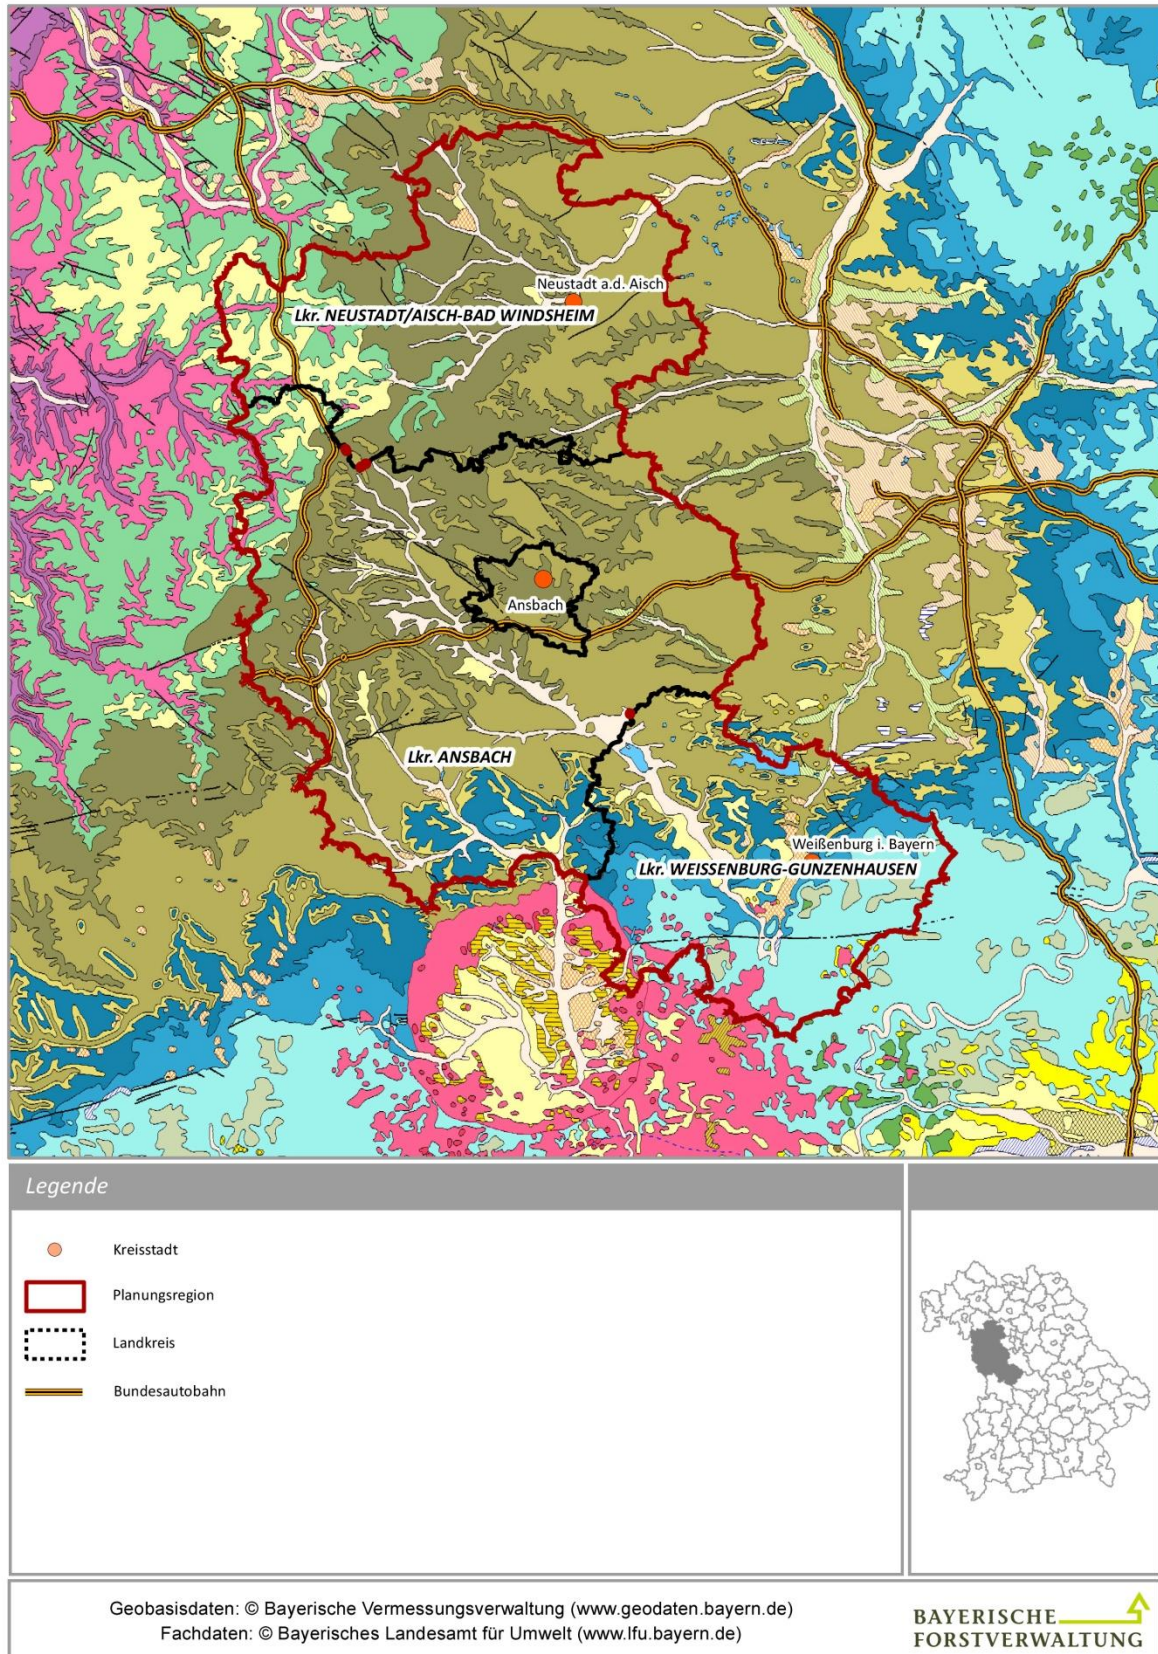 Neustadt a.d. Aisch
Lkr. NEUSTADT/AISCH-BAD WINDSHEIM
Ansbach
Lkr. ANSBACH
Weißenburg i. Bayern
Lkr. WEISSENBURG-GUNZENHAUSEN
Legende
Kreisstadt
Planungsregion
Landkreis
Bundesautobahn
Geobasisdaten: © Bayerische Vermessungsverwaltung (www.geodaten.bayern.de)
Fachdaten: © Bayerisches Landesamt für Umwelt (www.lfu.bayern.de)
BAYERISCHE
FORSTVERWALTUNG